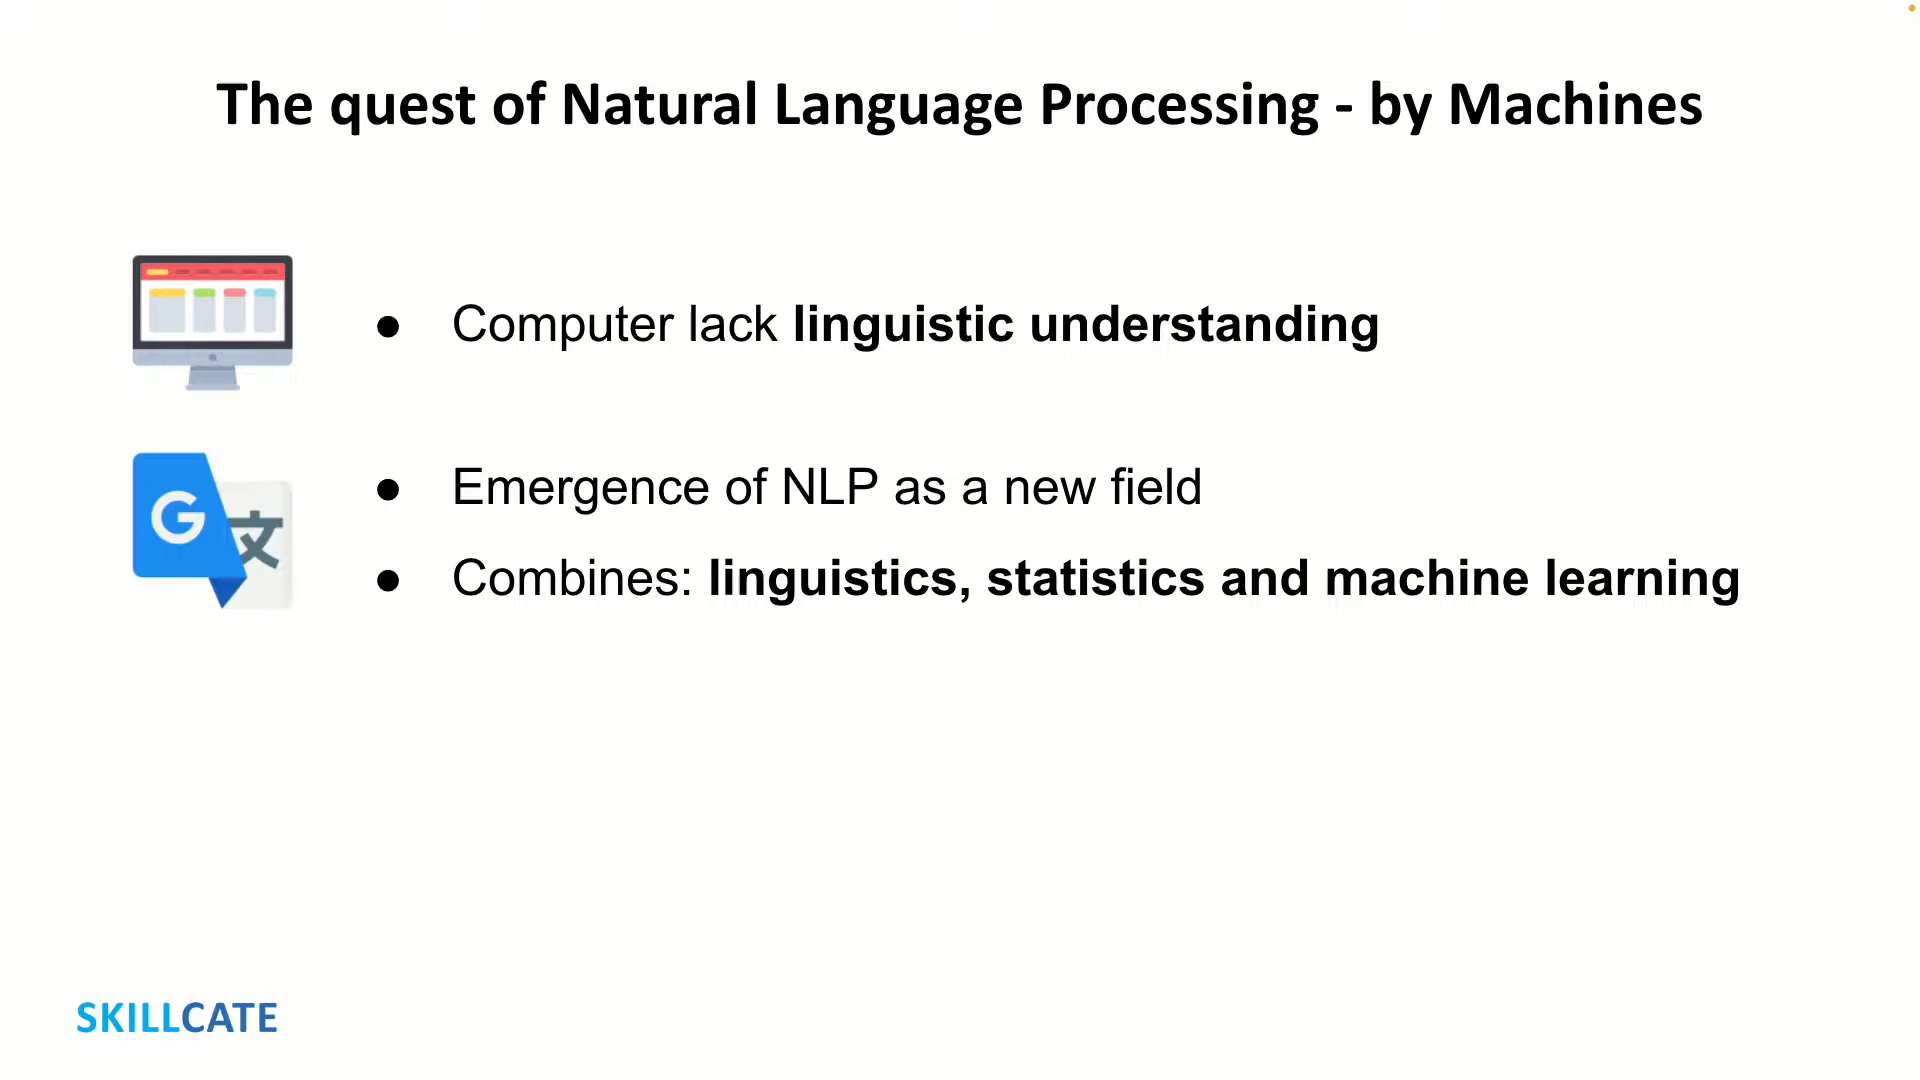 The quest of Natural Language Processing - by Machines
● Computer lack linguistic understanding
G 文
● Emergence of NLP as a new field
● Combines: linguistics, statistics and machine learning
SKILLCATE